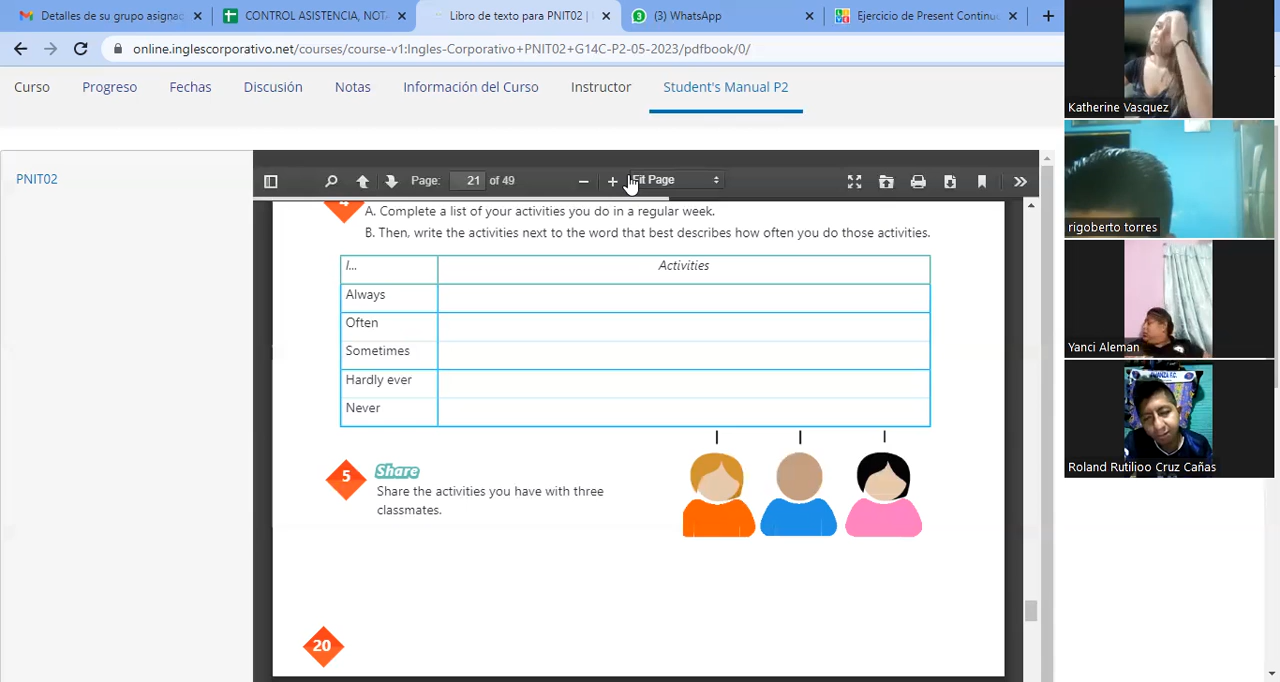 Detalles de su grupo asignad
CONTROL ASISTENCIA, NOTA
Libro de texto para PNIT02 |
(3) WhatsApp
Ejercicio de Present Continuo
online.inglescorporativo.net/courses/course-v1:Ingles-Corporativo+PNIT02+G14C-P2-05-2023/pdfbook/0/
Curso
Progreso
Fechas
Discusión
Notas
Información del Curso
Instructor
Student's Manual P2
PNIT02
Page: 21 of 49
Fit Page
A. Complete a list of your activities you do in a regular week.
B. Then, write the activities next to the word that best describes how often you do those activities.
I... Activities
Always
Often
Sometimes
Hardly ever
Never
5 Share
Share the activities you have with three
classmates.
20
Katherine Vasquez
rigoberto torres
Yanci Aleman
Roland Rutilioo Cruz Cañas